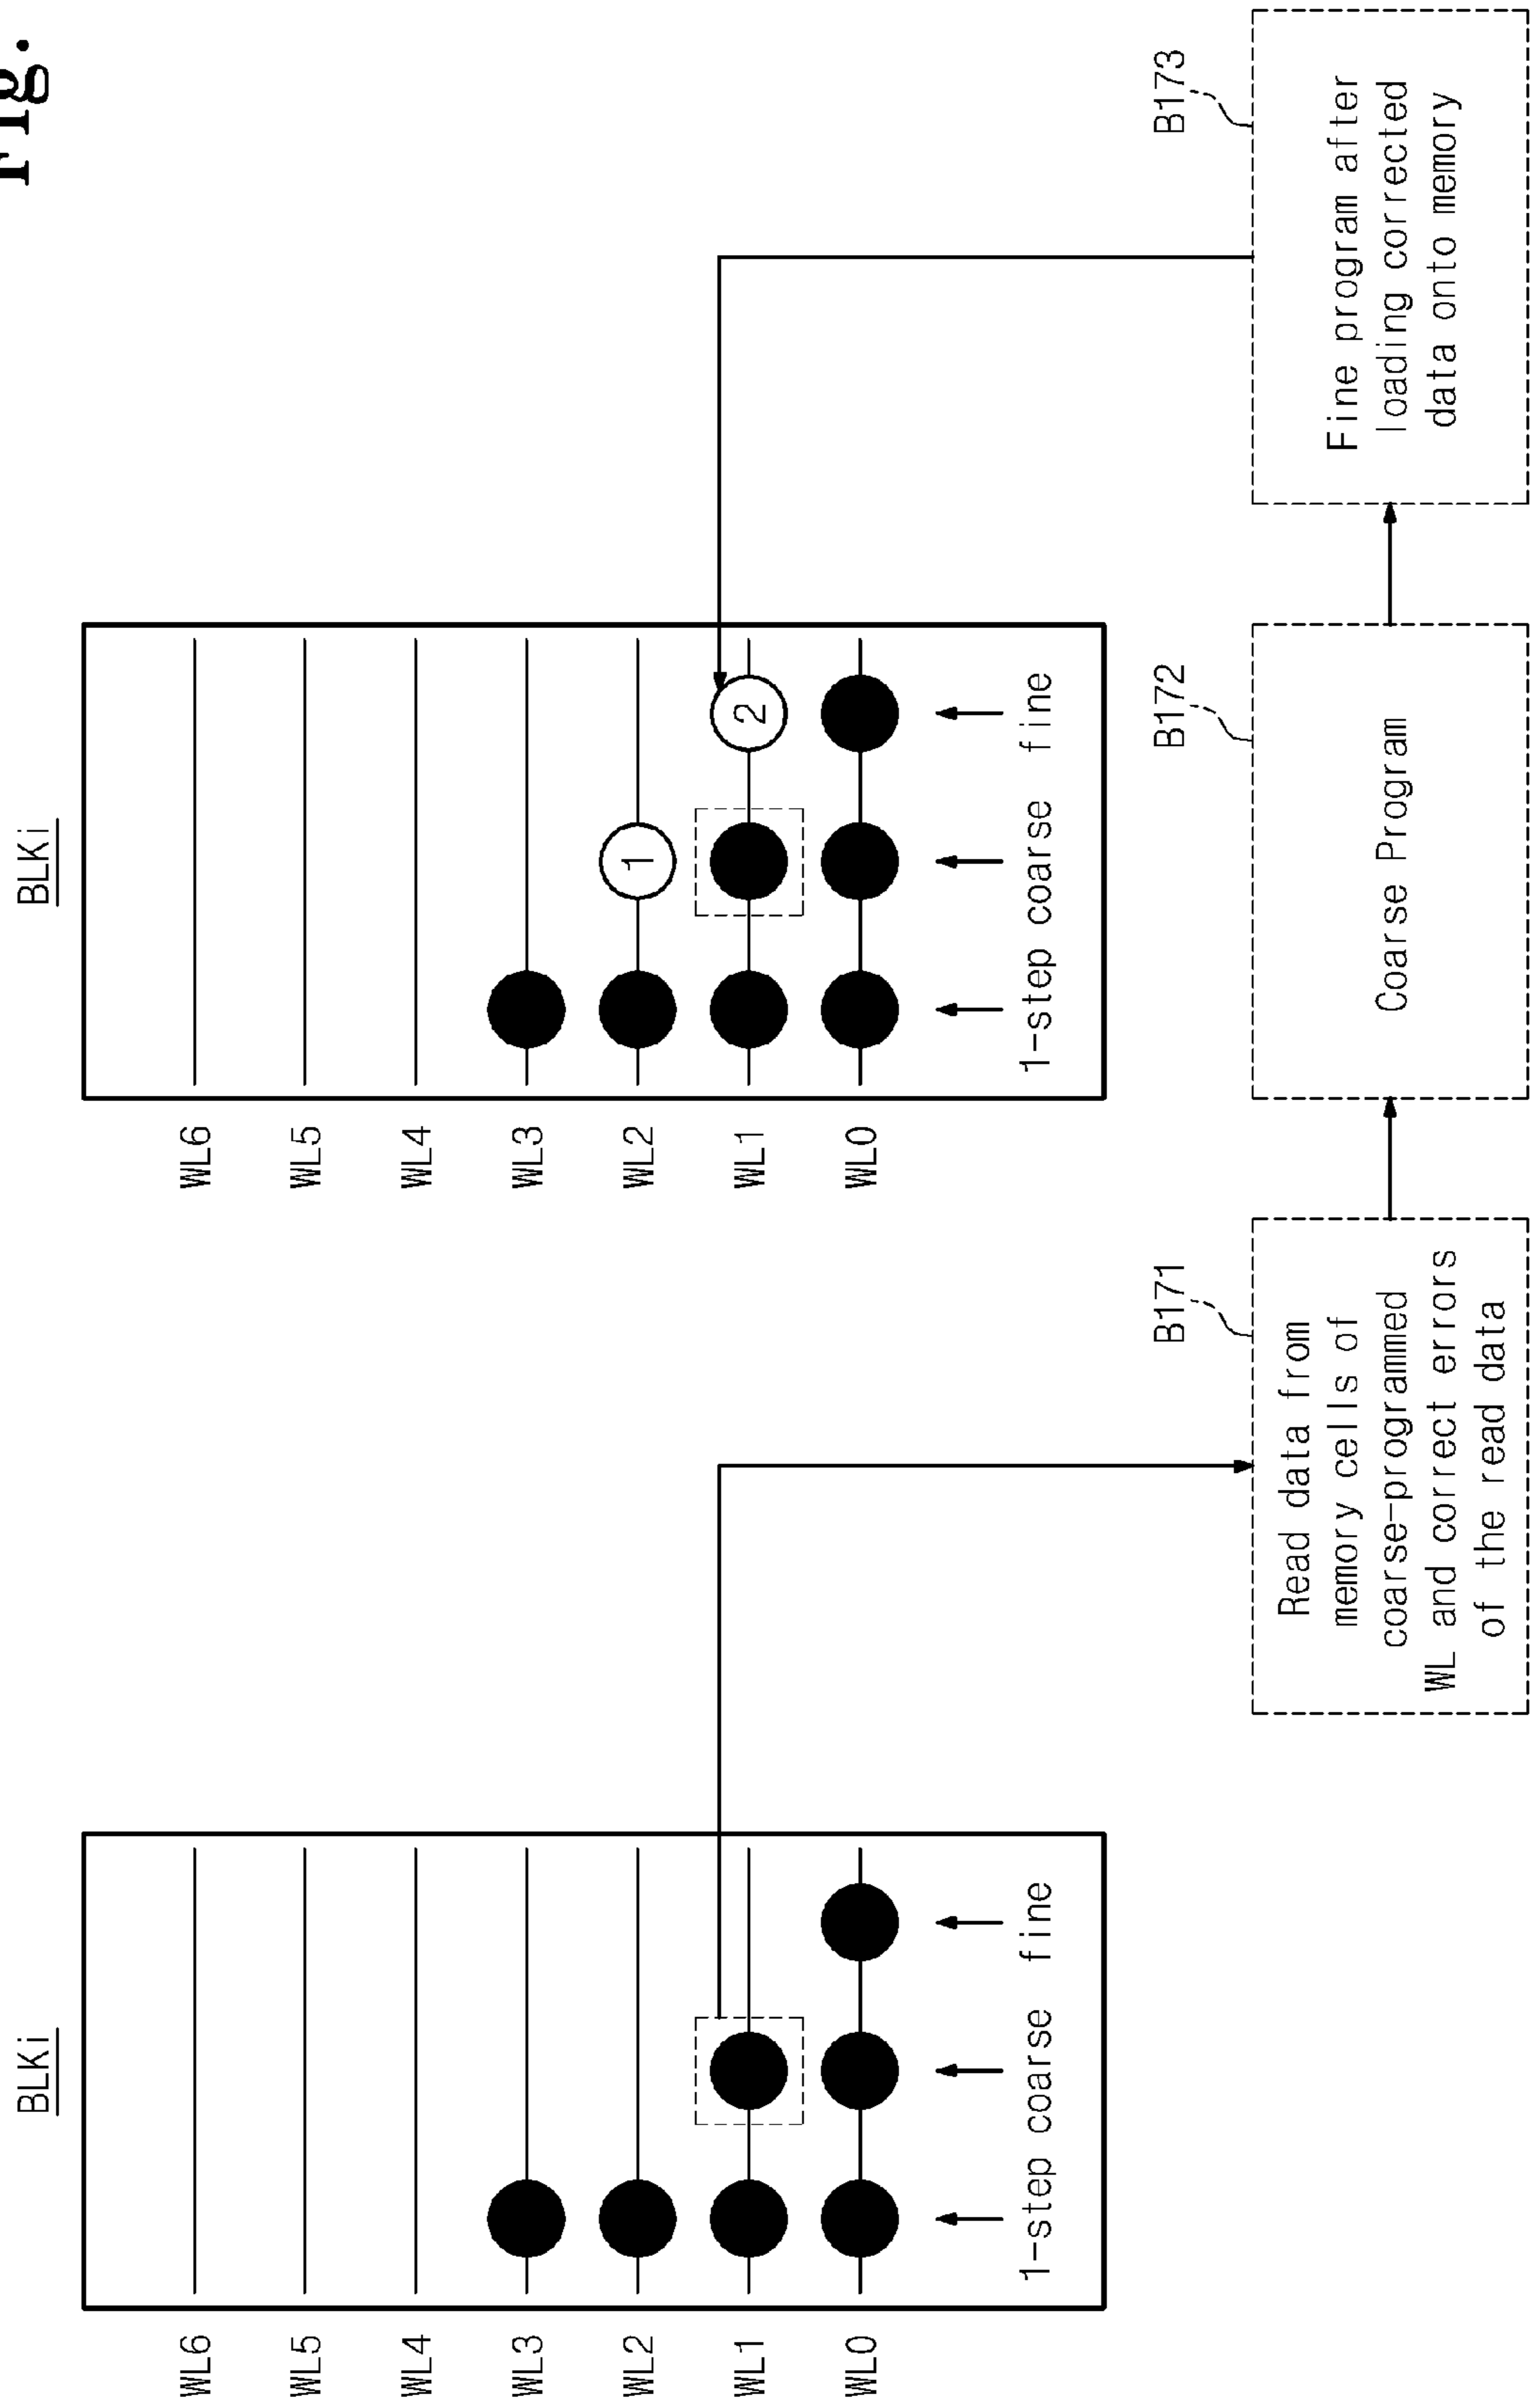 Fig.
BLKi
WL6
WL5
WL4
WL3
WL2
WL1
WL0
1-step coarse fine
BLKi
WL6
WL5
WL4
WL3
WL2
WL1
WL0
1
2
1-step coarse fine
B171
Read data from
memory cells of
coarse-programmed
WL and correct errors
of the read data
B172
Coarse Program
B173
Fine program after
loading corrected
data onto memory